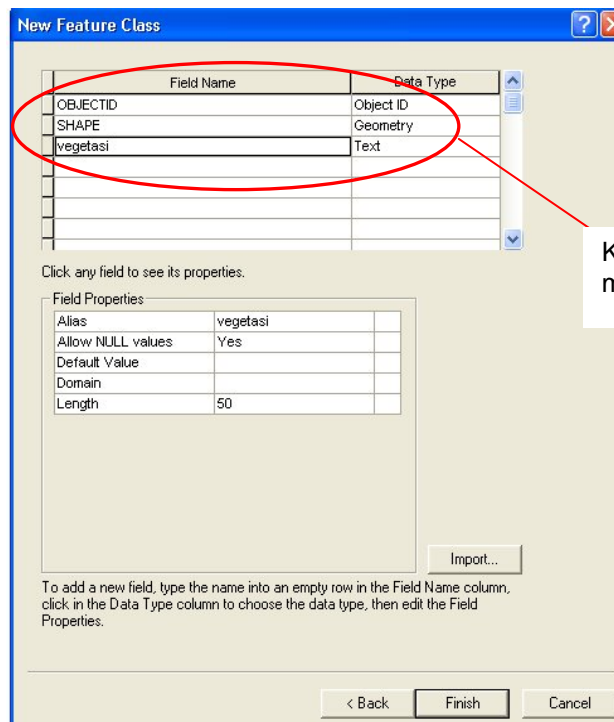 New Feature Class
Field Name Data Type
OBJECTID Object ID
SHAPE Geometry
vegetasi Text
Click any field to see its properties.
Field Properties
Alias vegetasi
Allow NULL values Yes
Default Value
Domain
Length 50
Import...
To add a new field, type the name into an empty row in the Field Name column,
click in the Data Type column to choose the data type, then edit the Field
Properties.
< Back Finish Cancel